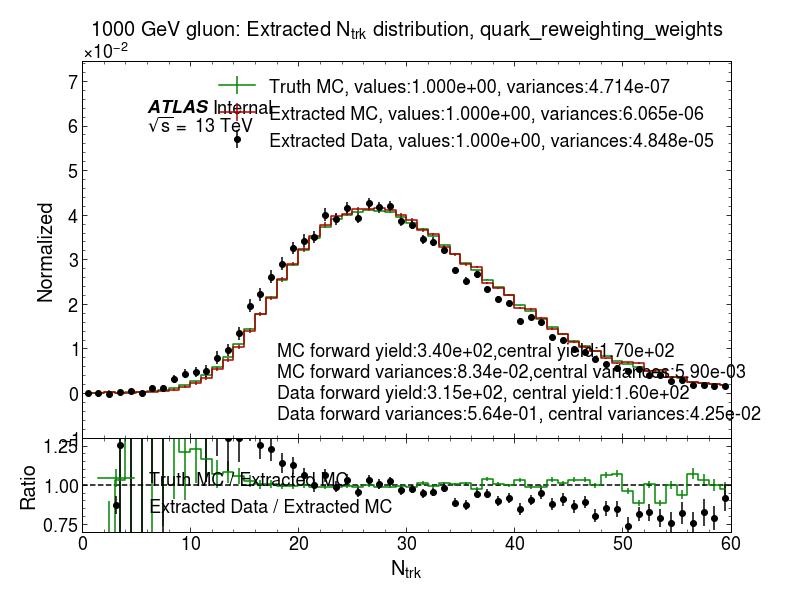 1000 GeV gluon: Extracted Ntrk distribution, quark_reweighting_weights
×10−2
Truth MC, values:1.000e+00, variances:4.714e-07
ATLAS Internal
Extracted MC, values:1.000e+00, variances:6.065e-06
√s = 13 TeV
Extracted Data, values:1.000e+00, variances:4.848e-05
7
6
5
4
3
2
1
0
−1
Normalized
MC forward yield:3.40e+02,central yield:1.70e+02
MC forward variances:8.34e-02,central variances:5.90e-03
Data forward yield:3.15e+02, central yield:1.60e+02
Data forward variances:5.64e-01, central variances:4.25e-02
1.25
1.00
0.75
Ratio
Truth MC / Extracted MC
Extracted Data / Extracted MC
0 10 20 30 40 50 60
Ntrk